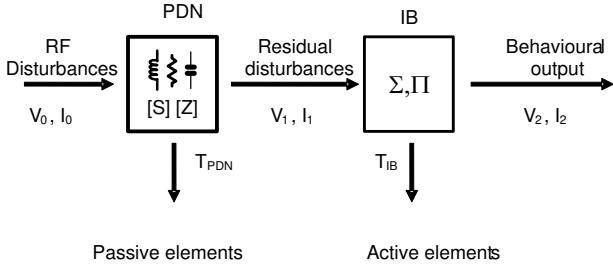 PDN
IB
RF
Disturbances
Residual
disturbances
Behavioural
output
[S] [Z]
Σ,Π
V0 , I0
V1 , I1
V2 , I2
TPDN
TIB
Passive elements
Active elements